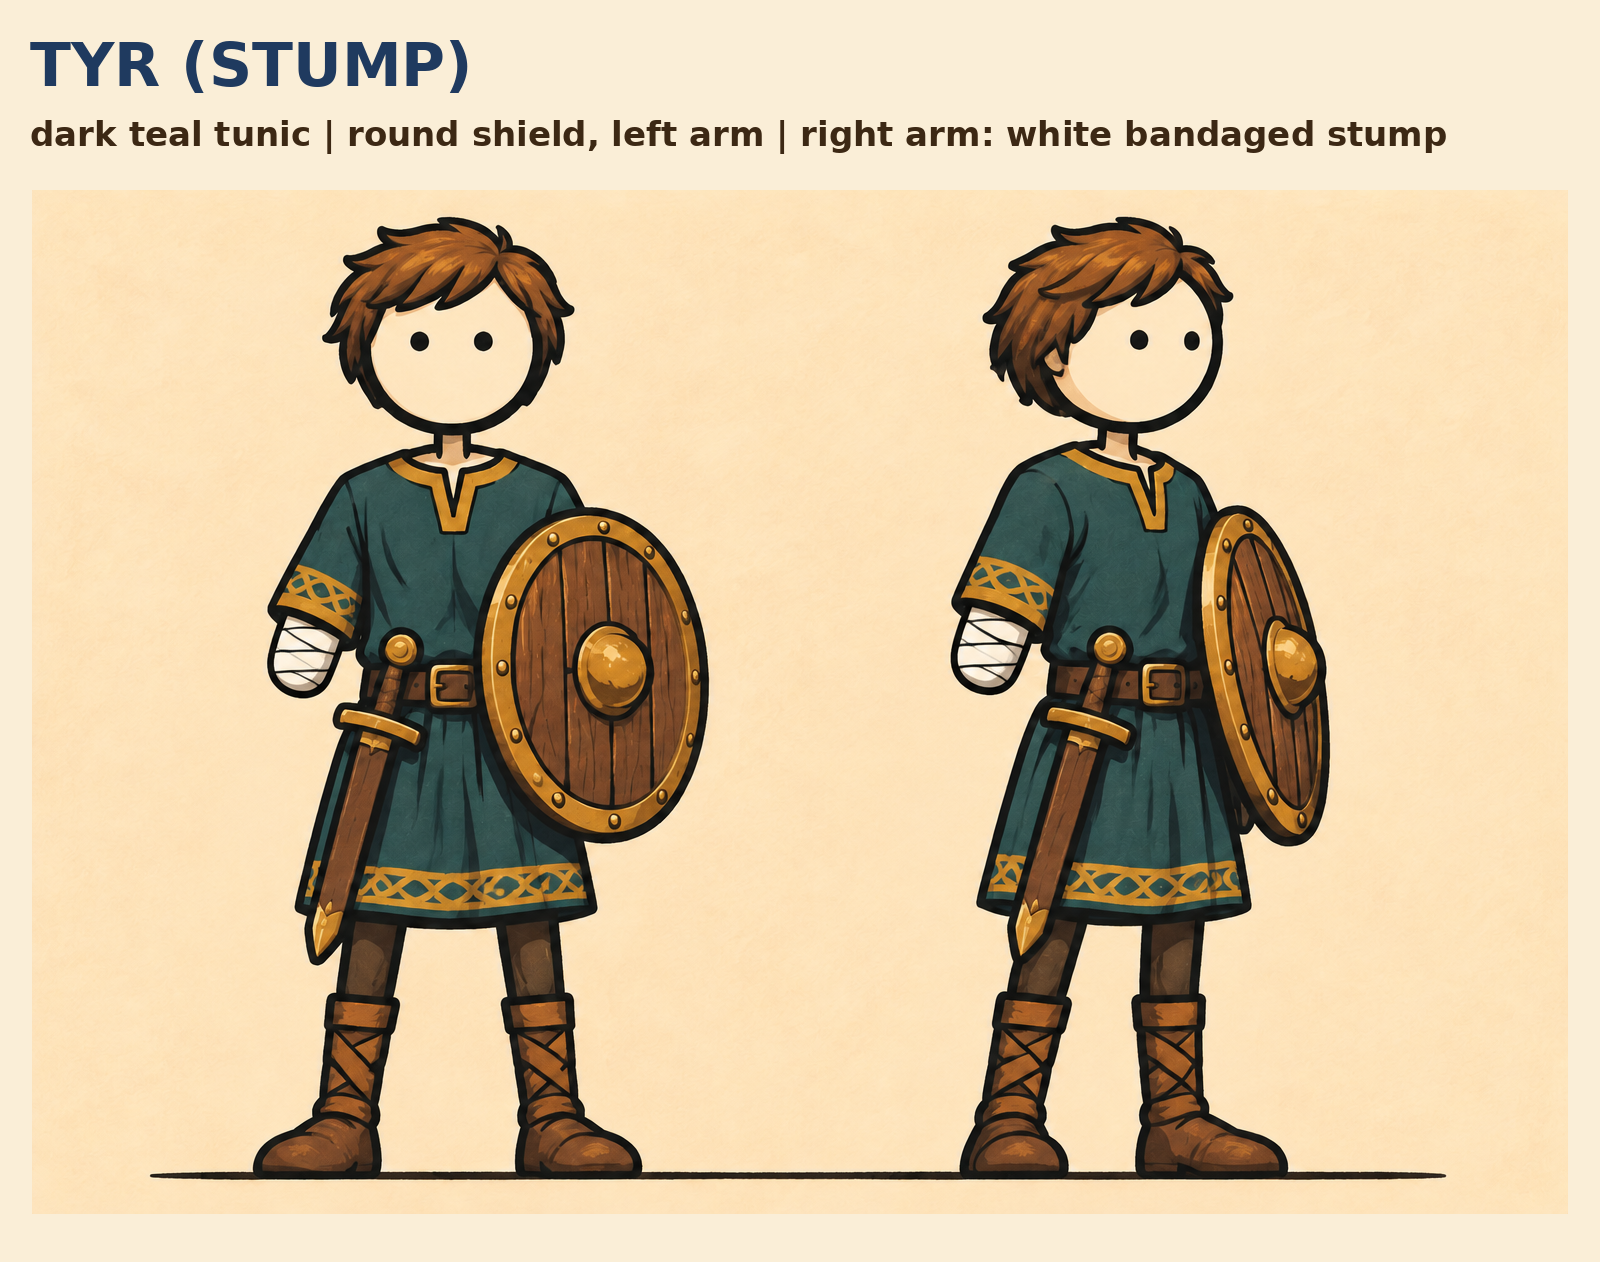 TYR (STUMP)
dark teal tunic | round shield, left arm | right arm: white bandaged stump